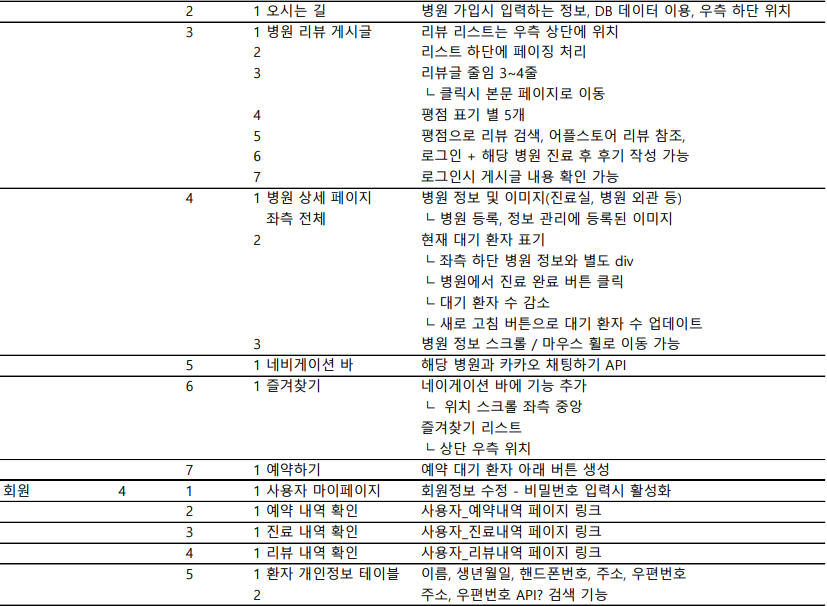 2 1 오시는 길 병원 가입시 입력하는 정보, DB 데이터 이용, 우측 하단 위치
3 1 병원 리뷰 게시글 리뷰 리스트는 우측 상단에 위치
2 리스트 하단에 페이징 처리
3 리뷰글 줄임 3~4줄
ㄴ클릭시 본문 페이지로 이동
4 평점 표기 별 5개
5 평점으로 리뷰 검색, 어플스토어 리뷰 참조,
6 로그인 + 해당 병원 진료 후 후기 작성 가능
7 로그인시 게시글 내용 확인 가능
4 1 병원 상세 페이지 병원 정보 및 이미지(진료실, 병원 외관 등)
좌측 전체 ㄴ병원 등록, 정보 관리에 등록된 이미지
2 현재 대기 환자 표기
ㄴ좌측 하단 병원 정보와 별도 div
ㄴ병원에서 진료 완료 버튼 클릭
ㄴ대기 환자 수 감소
ㄴ새로 고침 버튼으로 대기 환자 수 업데이트
3 병원 정보 스크롤 / 마우스 휠로 이동 가능
5 1 네비게이션 바 해당 병원과 카카오 채팅하기 API
6 1 즐겨찾기 네이게이션 바에 기능 추가
ㄴ 위치 스크롤 좌측 중앙
즐겨찾기 리스트
ㄴ상단 우측 위치
7 1 예약하기 예약 대기 환자 아래 버튼 생성
회원 4 1 1 사용자 마이페이지 회원정보 수정 - 비밀번호 입력시 활성화
2 1 예약 내역 확인 사용자_예약내역 페이지 링크
3 1 진료 내역 확인 사용자_진료내역 페이지 링크
4 1 리뷰 내역 확인 사용자_리뷰내역 페이지 링크
5 1 환자 개인정보 테이블 이름, 생년월일, 핸드폰번호, 주소, 우편번호
2 주소, 우편번호 API? 검색 기능